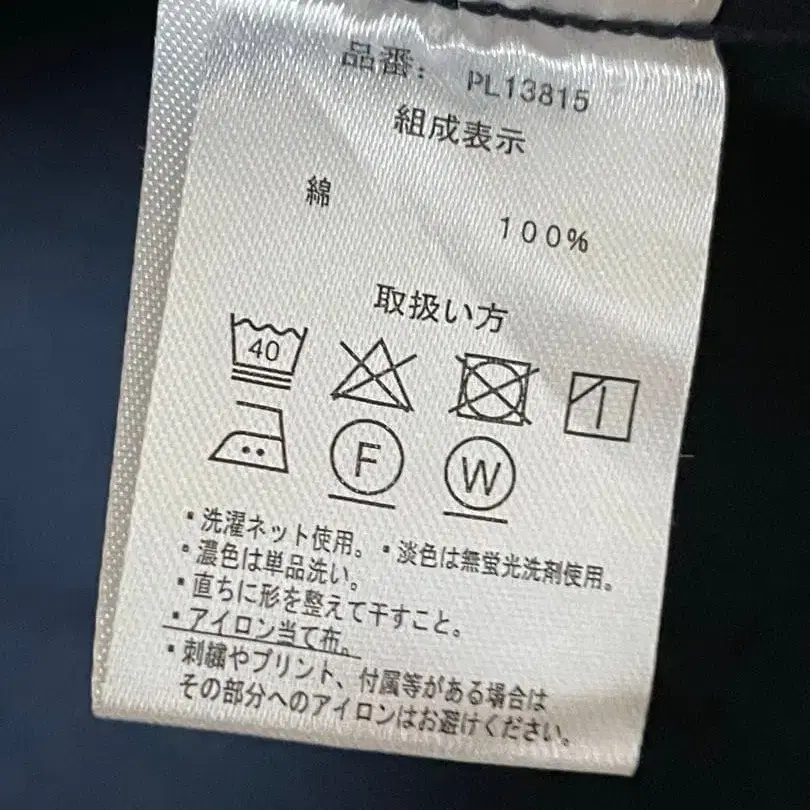 品番： PL13815
組成表示
綿 100%
取扱い方
40
F W
・洗濯ネット使用。・淡色は無蛍光洗剤使用。
・濃色は単品洗い。
・直ちに形を整えて干すこと。
・アイロン当て布。
・刺繍やプリント、付属等がある場合は
その部分へのアイロンはお避けください。